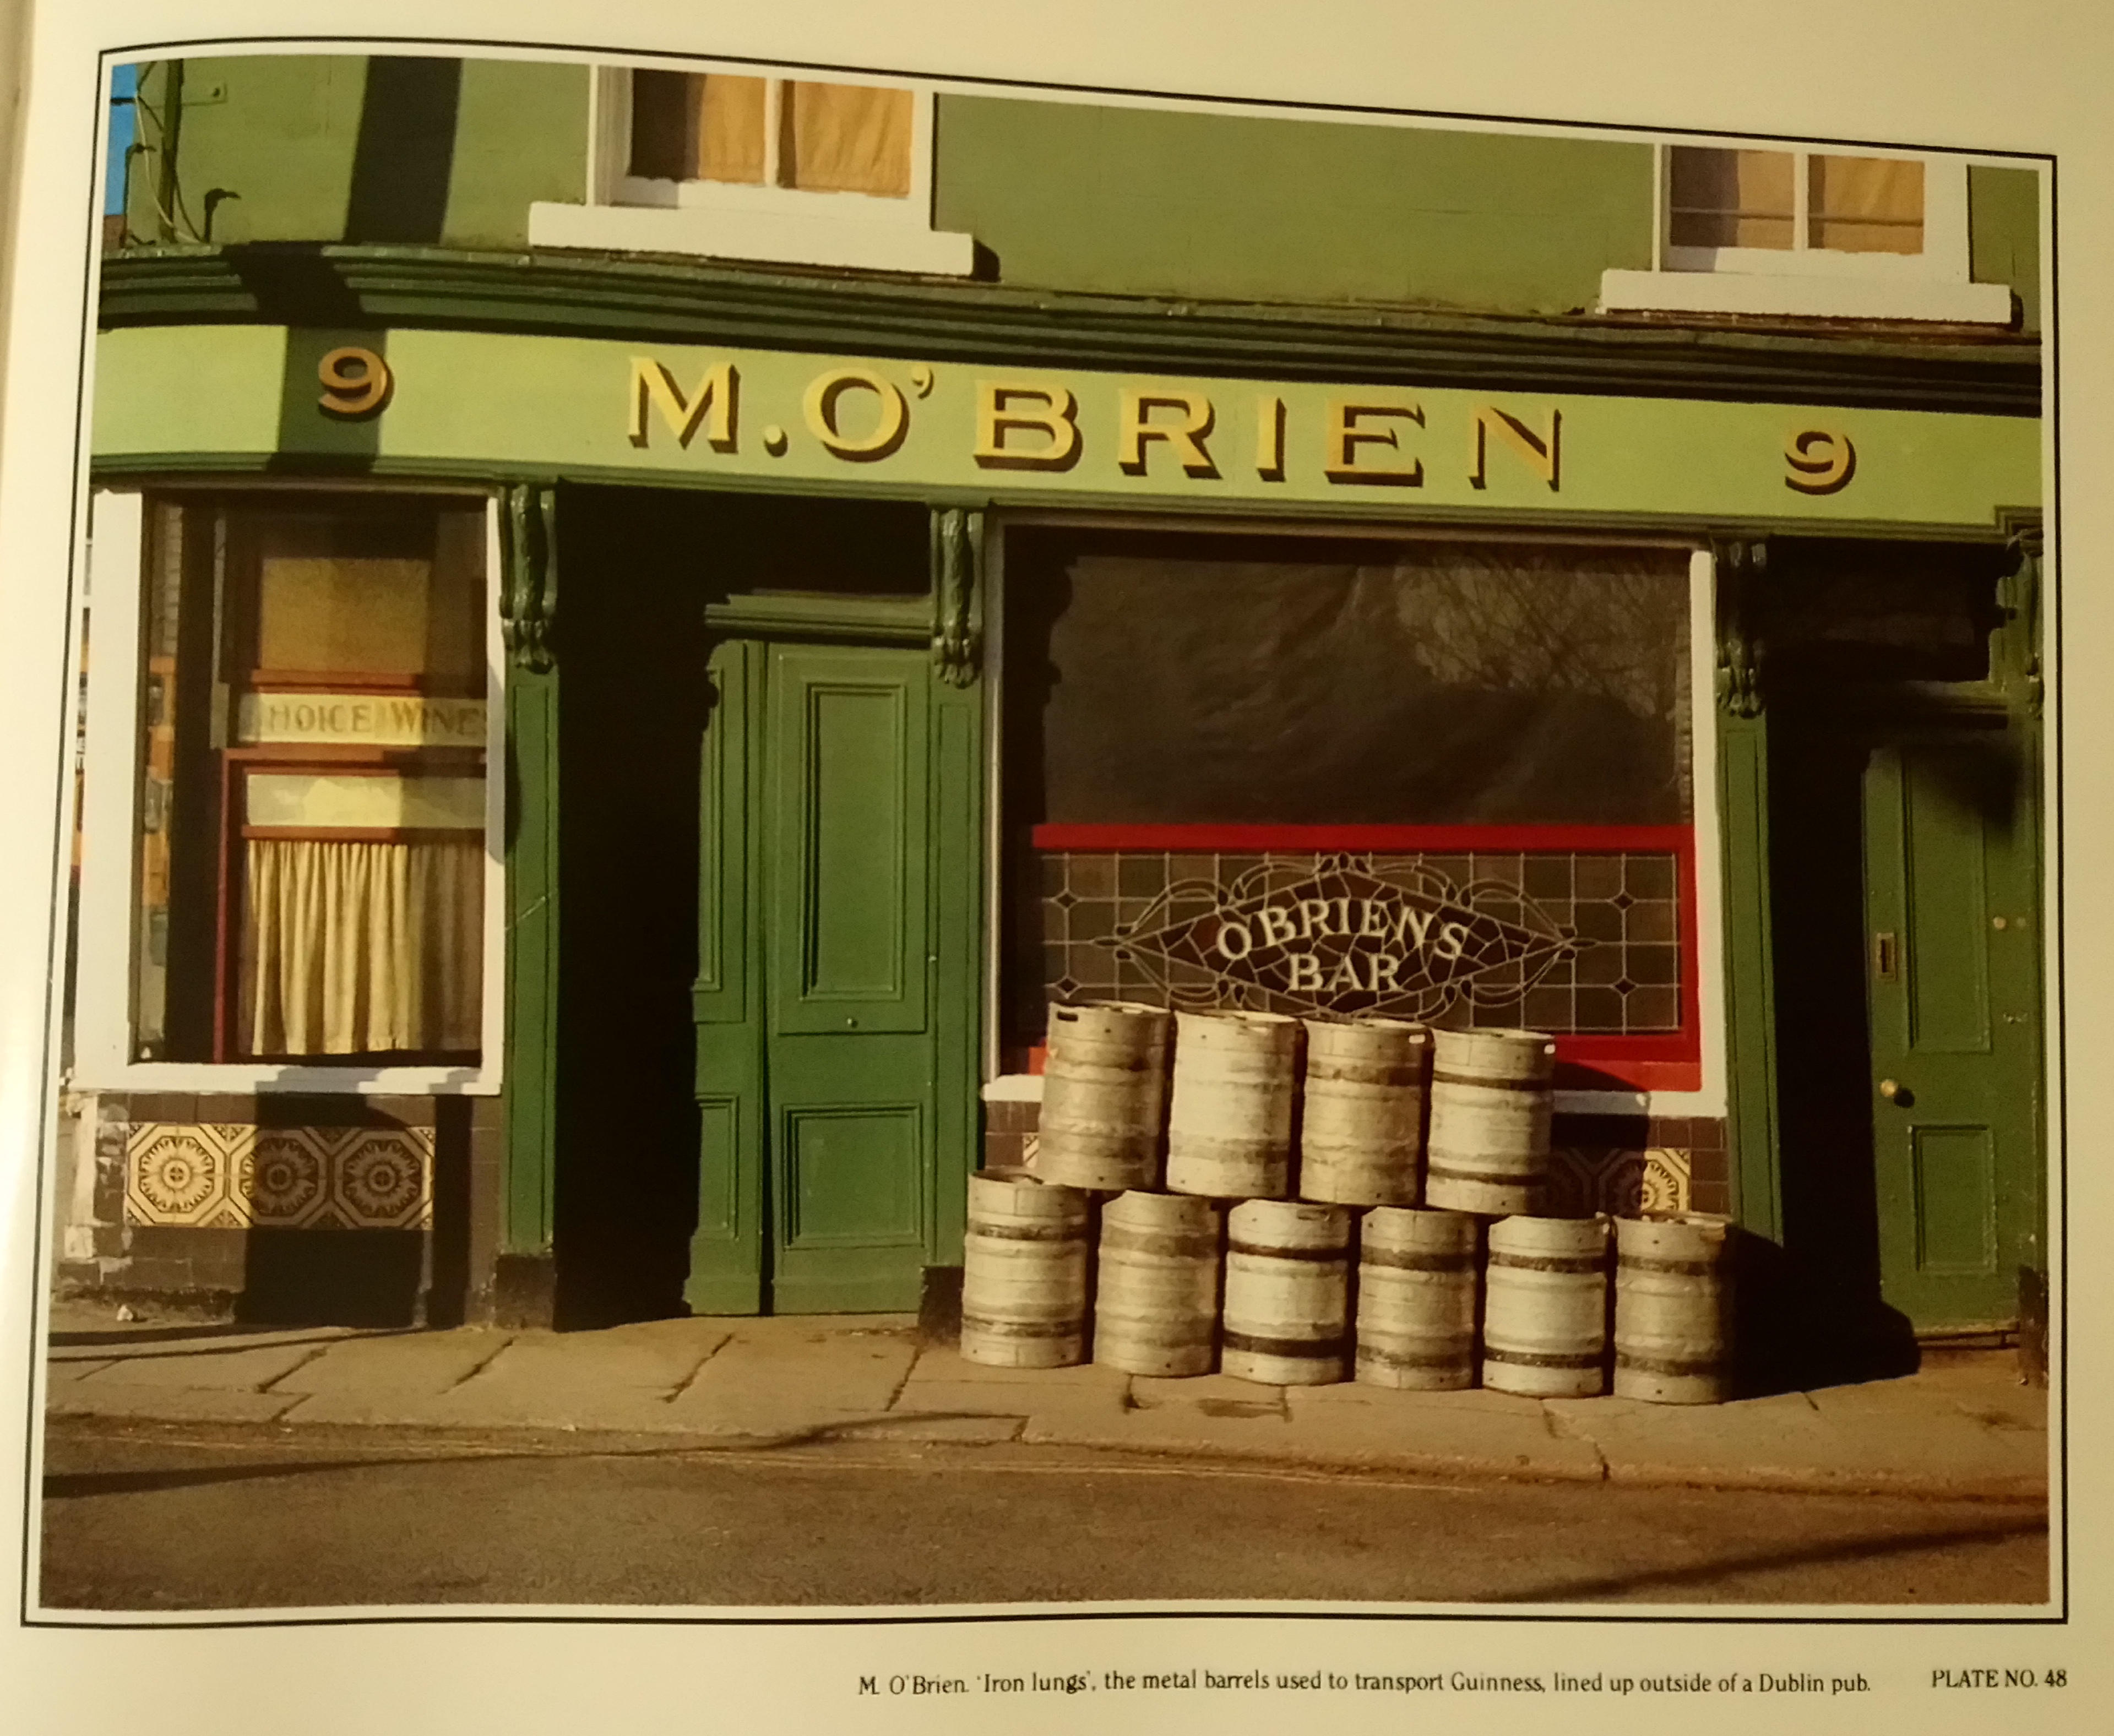 9 M.O'BRIEN 9
HOICE WINES
O'BRIENS
BAR
M. O'Brien. 'Iron lungs', the metal barrels used to transport Guinness, lined up outside of a Dublin pub. PLATE NO. 48